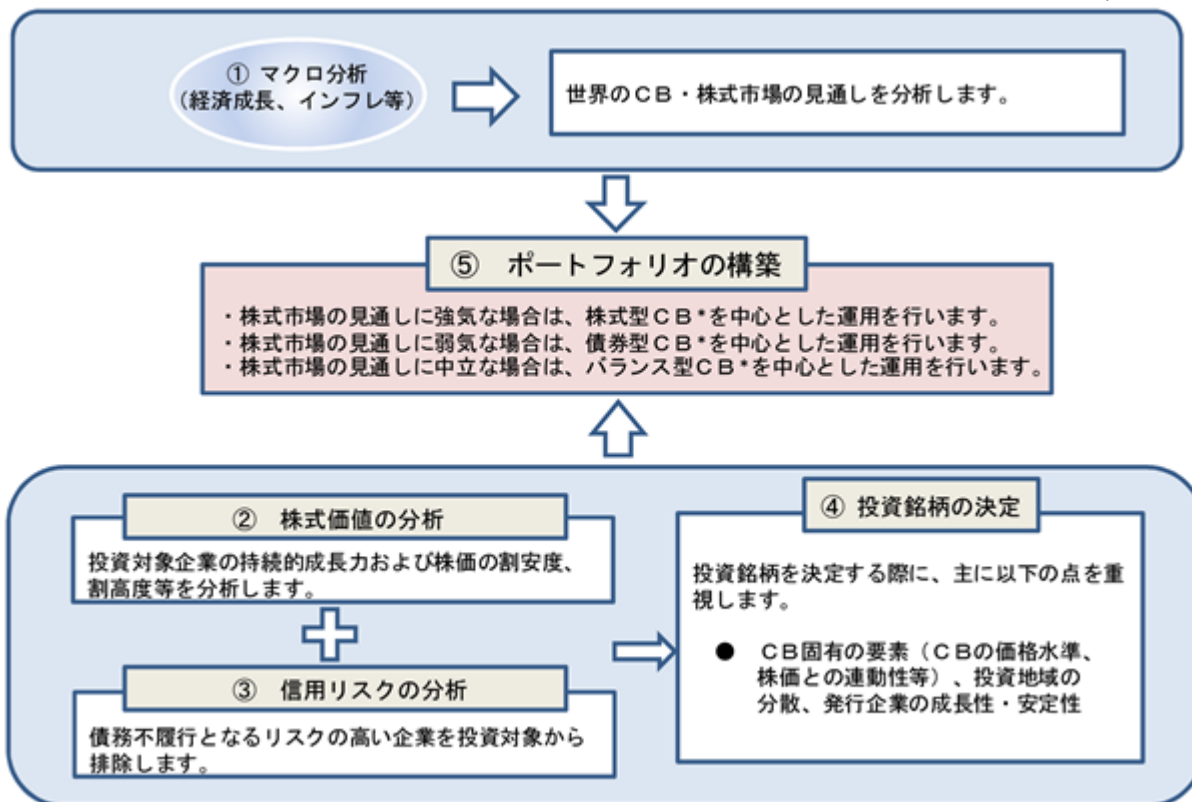 ① マクロ分析
(経済成長、インフレ等)
世界のCB・株式市場の見通しを分析します。
⑤ ポートフォリオの構築
・株式市場の見通しに強気な場合は、株式型CB*を中心とした運用を行います。
・株式市場の見通しに弱気な場合は、債券型CB*を中心とした運用を行います。
・株式市場の見通しに中立な場合は、バランス型CB*を中心とした運用を行います。
② 株式価値の分析
投資対象企業の持続的成長力および株価の割安度、
割高度等を分析します。
③ 信用リスクの分析
債務不履行となるリスクの高い企業を投資対象から
排除します。
④ 投資銘柄の決定
投資銘柄を決定する際に、主に以下の点を重
視します。
● CB固有の要素(CBの価格水準、
株価との連動性等)、投資地域の
分散、発行企業の成長性・安定性